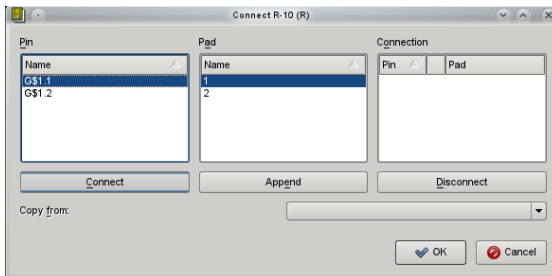 Connect R-10 (R)
Pin
Pad
Connection
Name
Name
Pin
Pad
G$1.1
1
G$1.2
2
Connect
Append
Disconnect
Copy from:
OK
Cancel